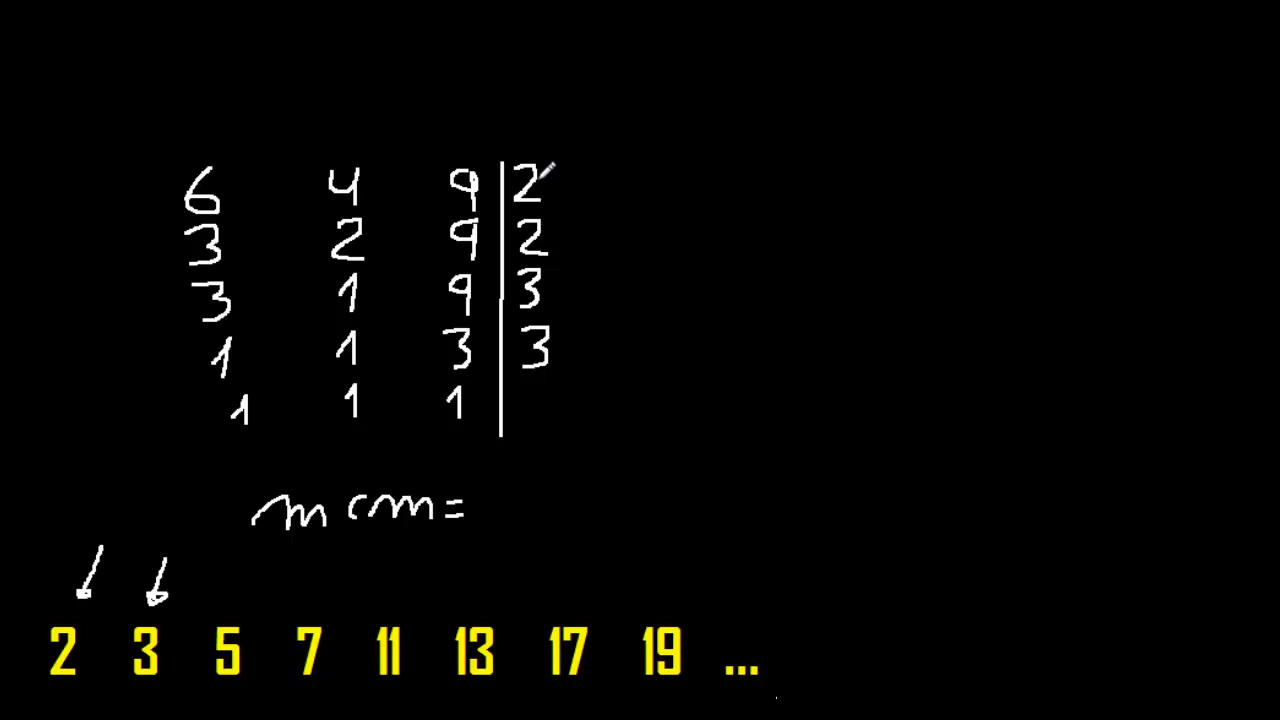 6 4 9 2
3 2 9 2
3 1 9 3
1 1 3 3
1 1 1
mcm=
2 3 5 7 11 13 17 19 ...